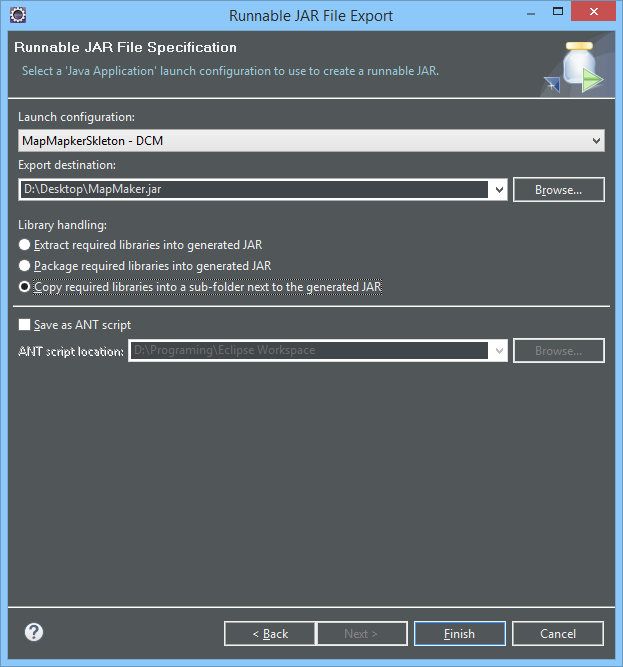 Runnable JAR File Export
Runnable JAR File Specification
Select a 'Java Application' launch configuration to use to create a runnable JAR.
Launch configuration:
MapMapkerSkleton - DCM
Export destination:
D:\Desktop\MapMaker.jar
Browse...
Library handling:
Extract required libraries into generated JAR
Package required libraries into generated JAR
Copy required libraries into a sub-folder next to the generated JAR
Save as ANT script
ANT script location:
D:\Programing\Eclipse Workspace
Browse...
?
< Back
Next >
Finish
Cancel